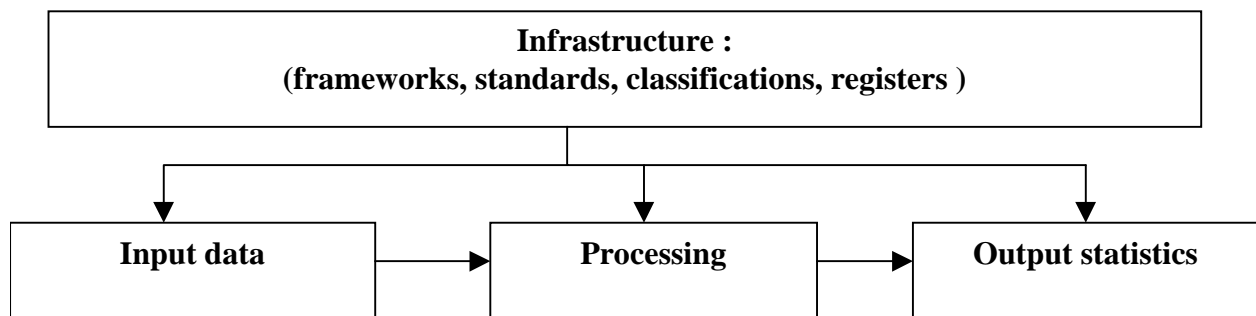 Infrastructure :
(frameworks, standards, classifications, registers )
Input data
Processing
Output statistics